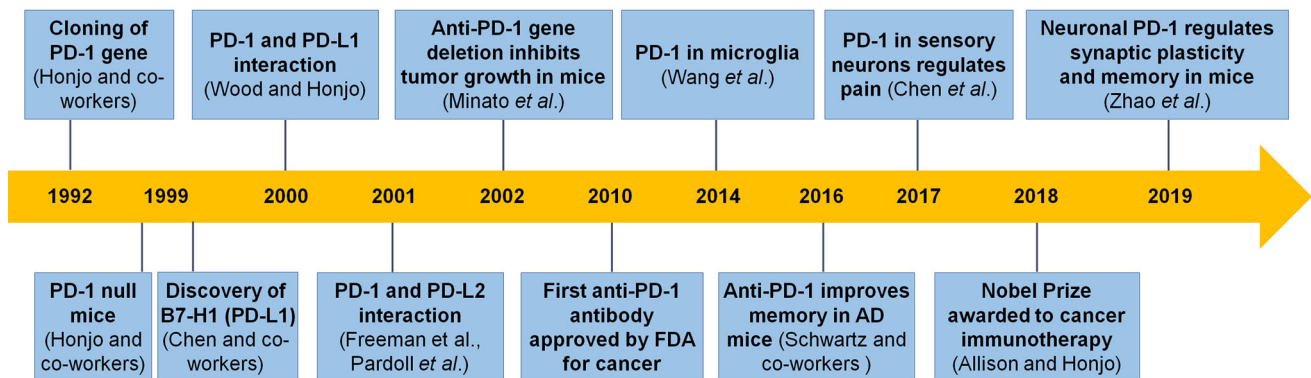 Cloning of
PD-1 gene
(Honjo and co-
workers)
PD-1 and PD-L1
interaction
(Wood and Honjo)
Anti-PD-1 gene
deletion inhibits
tumor growth in mice
(Minato et al.)
PD-1 in microglia
(Wang et al.)
PD-1 in sensory
neurons regulates
pain (Chen et al.)
Neuronal PD-1 regulates
synaptic plasticity
and memory in mice
(Zhao et al.)
1992 1999 2000 2001 2002 2010 2014 2016 2017 2018 2019
PD-1 null
mice
(Honjo and
co-workers)
Discovery of
B7-H1 (PD-L1)
(Chen and co-
workers)
PD-1 and PD-L2
interaction
(Freeman et al.,
Pardoll et al.)
First anti-PD-1
antibody
approved by FDA
for cancer
Anti-PD-1 improves
memory in AD
mice (Schwartz and
co-workers )
Nobel Prize
awarded to cancer
immunotherapy
(Allison and Honjo)